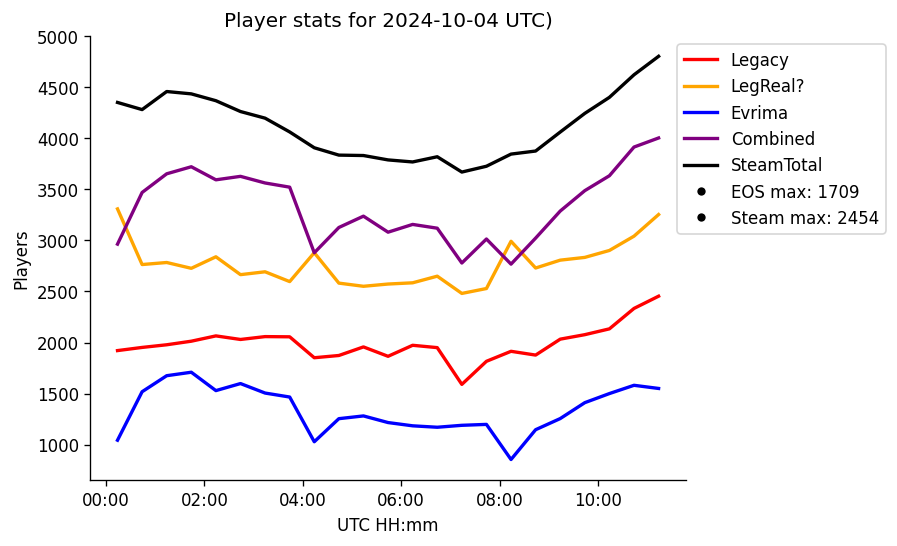 Player stats for 2024-10-04 UTC)
5000
4500
4000
3500
3000
2500
2000
1500
1000
Players
00:00 02:00 04:00 06:00 08:00 10:00
UTC HH:mm
Legacy
LegReal?
Evrima
Combined
SteamTotal
EOS max: 1709
Steam max: 2454